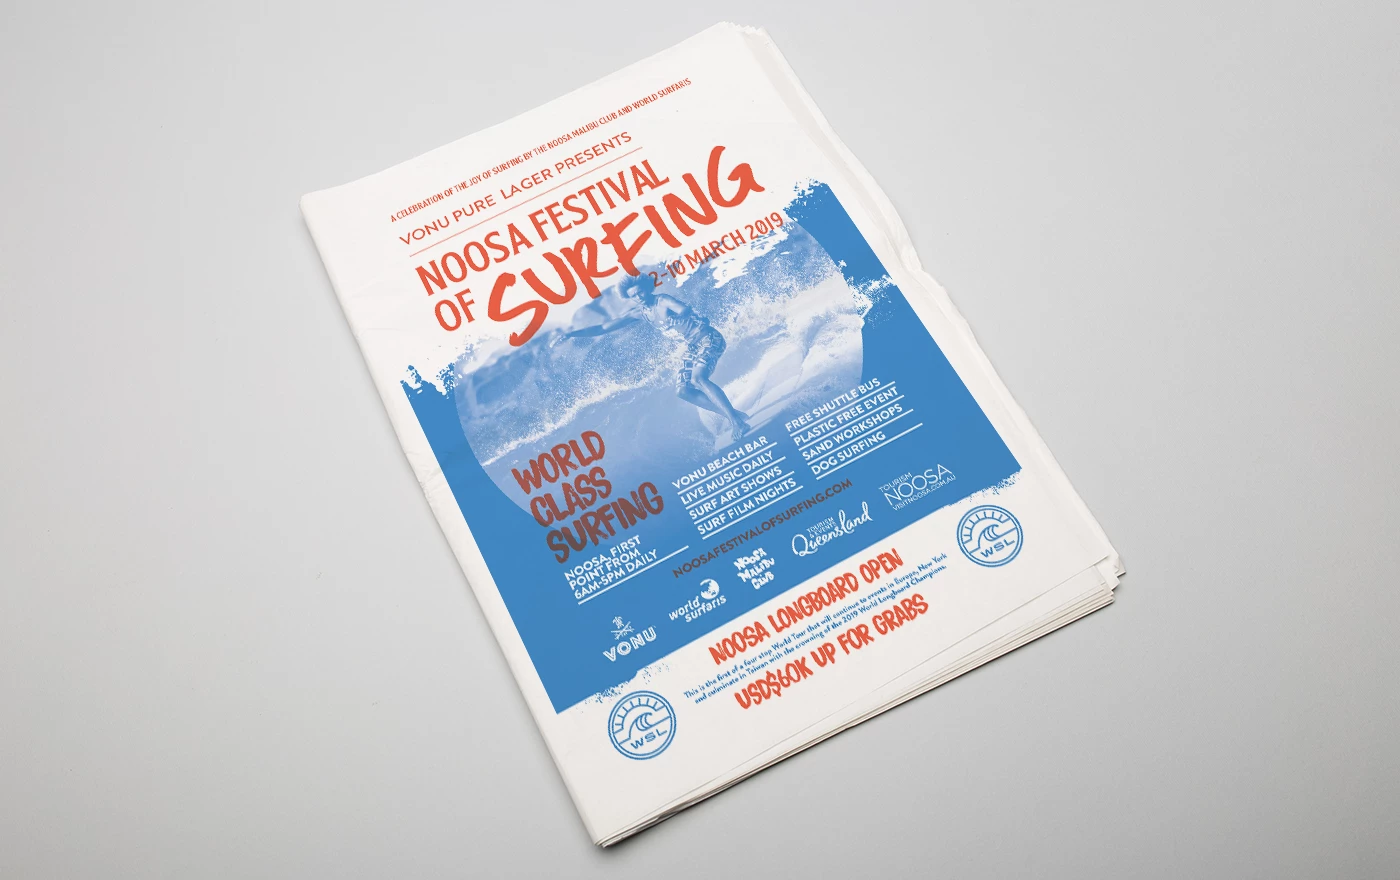 A CELEBRATION OF THE JOY OF SURFING BY THE NOOSA MALIBU CLUB AND WORLD SURFARIS
VONU PURE LAGER PRESENTS
NOOSA FESTIVAL
OF SURFING
2-10 MARCH 2019
WORLD
CLASS
SURFING
NOOSA, FIRST
POINT FROM
6AM-5PM DAILY
VONU BEACH BAR
LIVE MUSIC DAILY
SURF ART SHOWS
SURF FILM NIGHTS
FREE SHUTTLE BUS
PLASTIC FREE EVENT
SAND WORKSHOPS
DOG SURFING
NOOSAFESTIVALOFSURFING.COM
VONU
world
surfaris
NOOSA
MALIBU
CLUB
TOURISM
& EVENTS
Queensland
TOURISM
NOOSA
VISITNOOSA.COM.AU
NOOSA LONGBOARD OPEN
This is the first of a four stop World Tour that will continue to events in Europe, New York
and culminate in Taiwan with the crowning of the 2019 World Longboard Champions.
USD$60K UP FOR GRABS
WSL
WSL